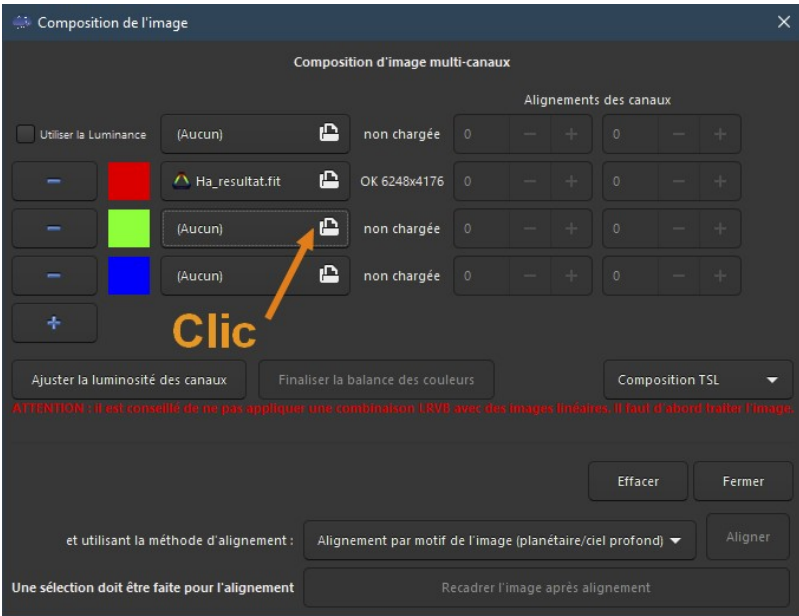 Composition de l'image
Composition d'image multi-canaux
Alignements des canaux
Utiliser la Luminance (Aucun) non chargée 0 − + 0 − +
− Ha_resultat.fit OK 6248x4176 0 − + 0 − +
− (Aucun) non chargée 0 − + 0 − +
− (Aucun) non chargée 0 − + 0 − +
+
Clic
Ajuster la luminosité des canaux Finaliser la balance des couleurs Composition TSL
ATTENTION : il est conseillé de ne pas appliquer une combinaison LRVB avec des images linéaires. Il faut d'abord traiter l'image.
Effacer Fermer
et utilisant la méthode d'alignement : Alignement par motif de l'image (planétaire/ciel profond) Aligner
Une sélection doit être faite pour l'alignement Recadrer l'image après alignement